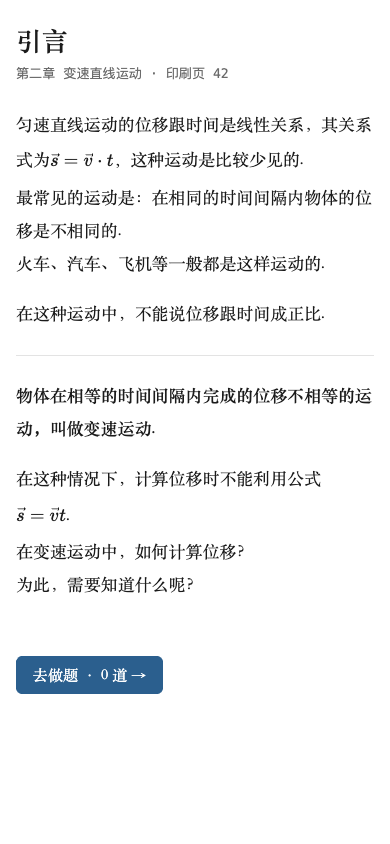 引言
第二章 变速直线运动 · 印刷页 42
匀速直线运动的位移跟时间是线性关系，其关系
式为$\vec{s} = \vec{v} \cdot t$，这种运动是比较少见的.
最常见的运动是：在相同的时间间隔内物体的位
移是不相同的.
火车、汽车、飞机等一般都是这样运动的.
在这种运动中，不能说位移跟时间成正比.
物体在相等的时间间隔内完成的位移不相等的运
动，叫做变速运动.
在这种情况下，计算位移时不能利用公式
$\vec{s} = \vec{v}t$.
在变速运动中，如何计算位移？
为此，需要知道什么呢？
去做题 · 0 道 →